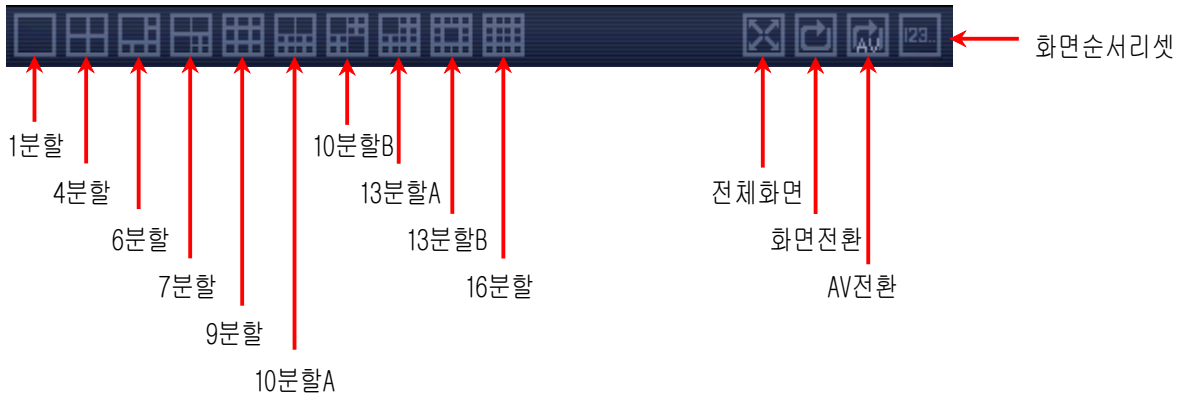 AV
123..
화면순서리셋
1분할
10분할B
4분할
13분할A
전체화면
6분할
13분할B
화면전환
7분할
16분할
AV전환
9분할
10분할A